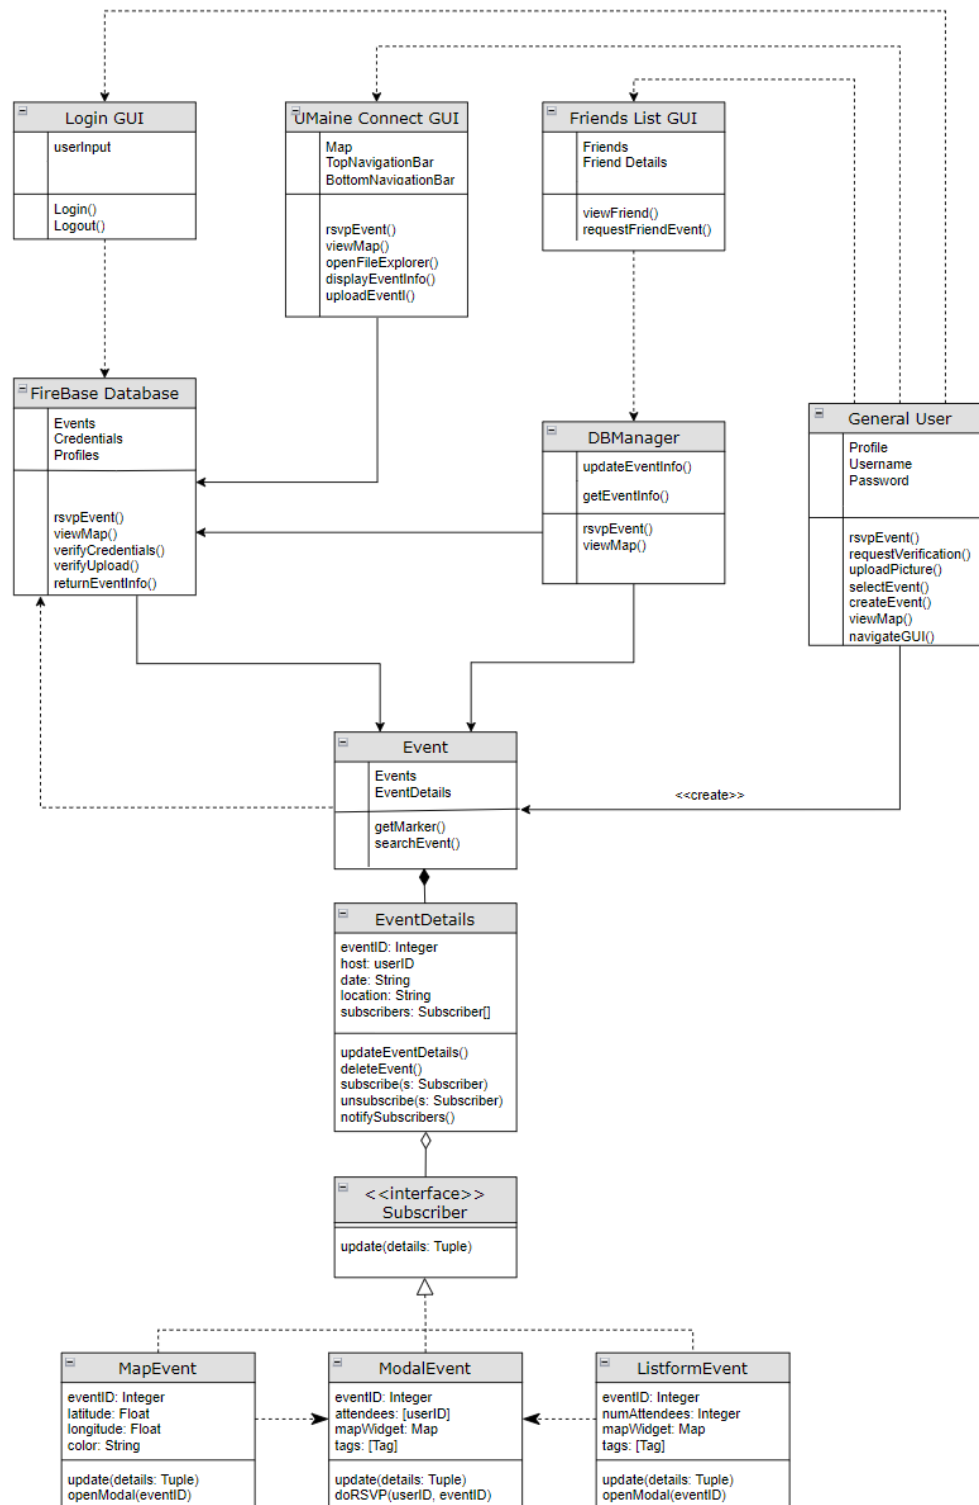 Login GUI
userInput
Login()
Logout()
UMaine Connect GUI
Map
TopNavigationBar
BottomNavigationBar
rsvpEvent()
viewMap()
openFileExplorer()
displayEventInfo()
uploadEventI()
Friends List GUI
Friends
Friend Details
viewFriend()
requestFriendEvent()
FireBase Database
Events
Credentials
Profiles
rsvpEvent()
viewMap()
verifyCredentials()
verifyUpload()
returnEventInfo()
DBManager
updateEventInfo()
getEventInfo()
rsvpEvent()
viewMap()
General User
Profile
Username
Password
rsvpEvent()
requestVerification()
uploadPicture()
selectEvent()
createEvent()
viewMap()
navigateGUI()
Event
Events
EventDetails
getMarker()
searchEvent()
<<create>>
EventDetails
eventID: Integer
host: userID
date: String
location: String
subscribers: Subscriber[]
updateEventDetails()
deleteEvent()
subscribe(s: Subscriber)
unsubscribe(s: Subscriber)
notifySubscribers()
<<interface>>
Subscriber
update(details: Tuple)
MapEvent
eventID: Integer
latitude: Float
longitude: Float
color: String
update(details: Tuple)
openModal(eventID)
ModalEvent
eventID: Integer
attendees: [userID]
mapWidget: Map
tags: [Tag]
update(details: Tuple)
doRSVP(userID, eventID)
ListformEvent
eventID: Integer
numAttendees: Integer
mapWidget: Map
tags: [Tag]
update(details: Tuple)
openModal(eventID)